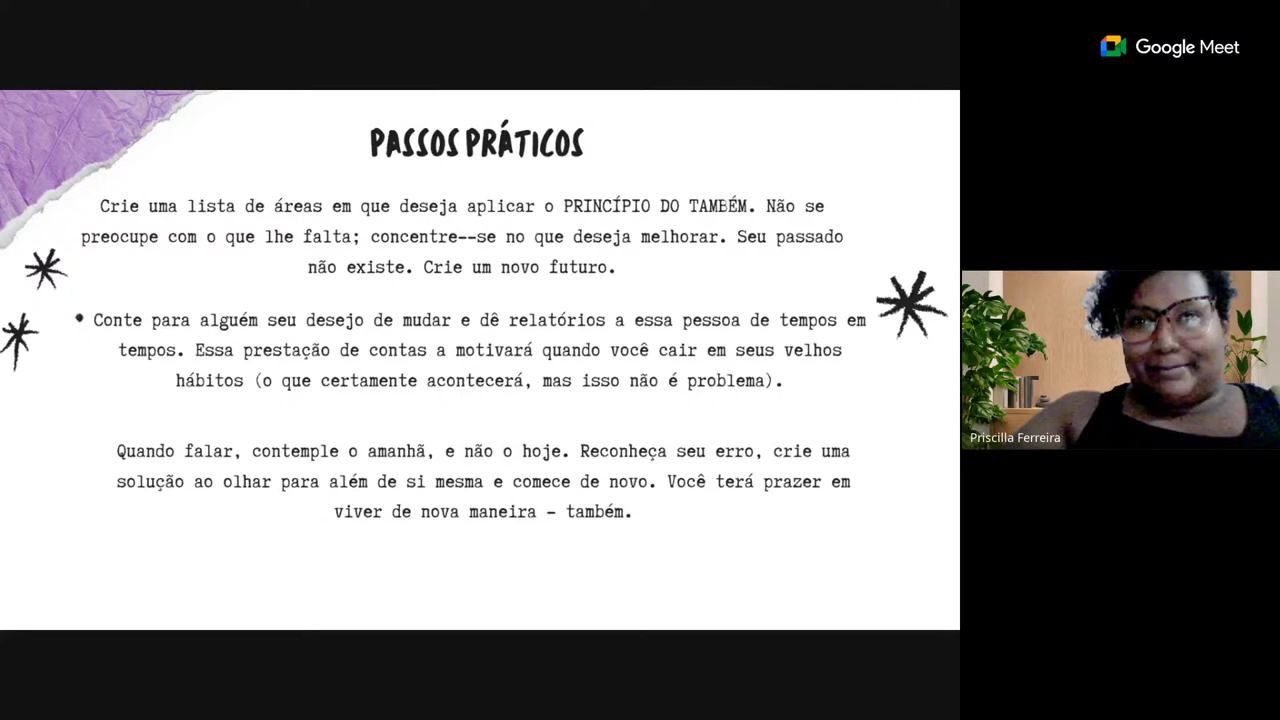 Google Meet
PASSOS PRÁTICOS
Crie uma lista de áreas em que deseja aplicar o PRINCÍPIO DO TAMBÉM. Não se
preocupe com o que lhe falta; concentre--se no que deseja melhorar. Seu passado
não existe. Crie um novo futuro.
• Conte para alguém seu desejo de mudar e dê relatórios a essa pessoa de tempos em
tempos. Essa prestação de contas a motivará quando você cair em seus velhos
hábitos (o que certamente acontecerá, mas isso não é problema).
Quando falar, contemple o amanhã, e não o hoje. Reconheça seu erro, crie uma
solução ao olhar para além de si mesma e comece de novo. Você terá prazer em
viver de nova maneira - também.
Priscilla Ferreira